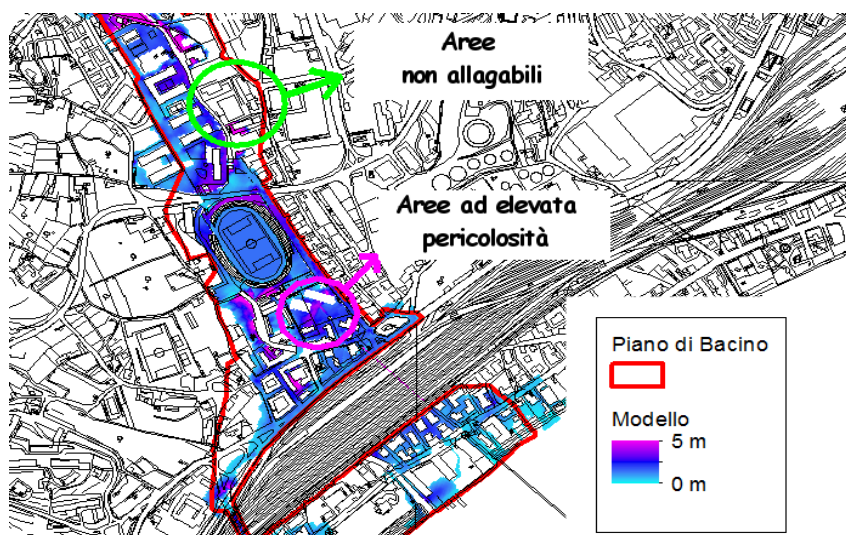 Aree
non allagabili
Aree ad elevata
pericolosità
Piano di Bacino
Modello
5 m
0 m